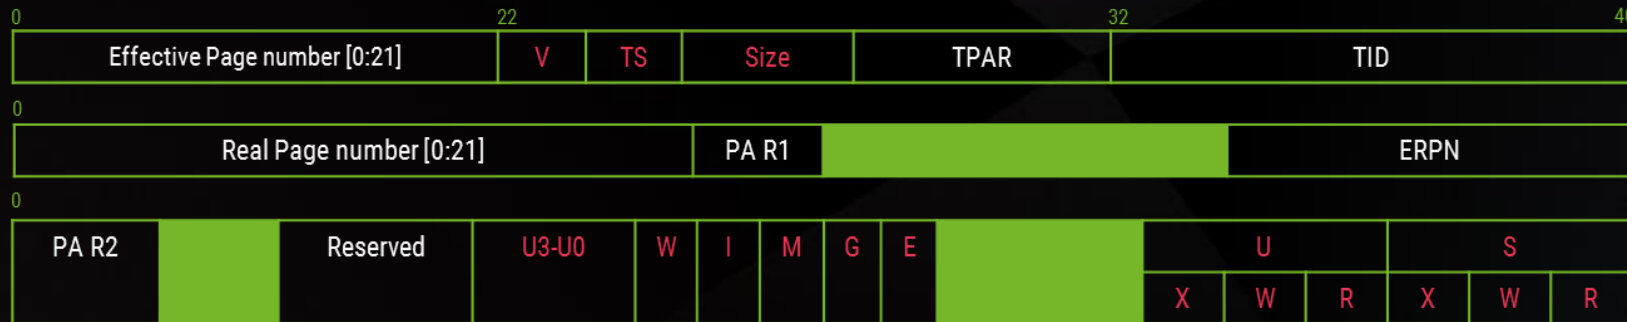 0 22 32 40
Effective Page number [0:21] V TS Size TPAR TID
0
Real Page number [0:21] PA R1 ERPN
0
PA R2 Reserved U3-U0 W I M G E U S
X W R X W R